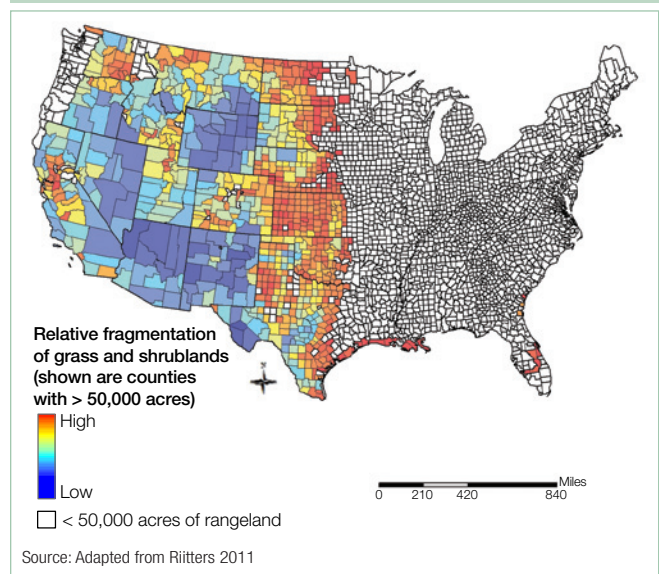 Relative fragmentation
of grass and shrublands
(shown are counties
with > 50,000 acres)
High
Low
< 50,000 acres of rangeland
Miles
0 210 420 840
Source: Adapted from Riitters 2011